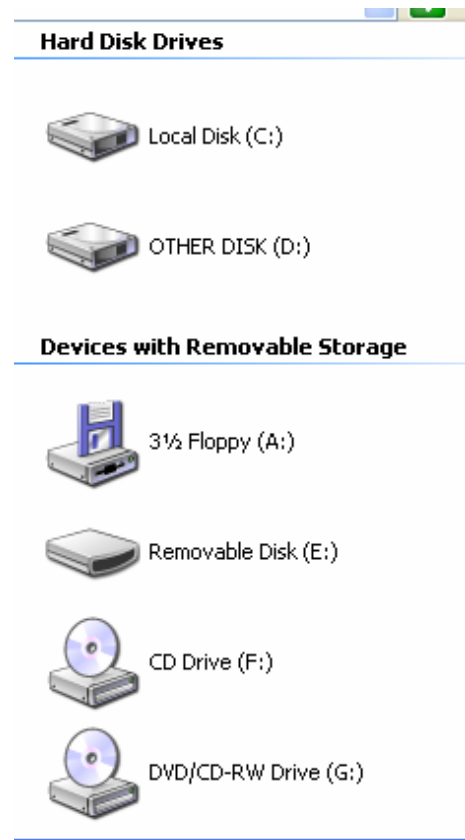 Hard Disk Drives
Local Disk (C:)
OTHER DISK (D:)
Devices with Removable Storage
3½ Floppy (A:)
Removable Disk (E:)
CD Drive (F:)
DVD/CD-RW Drive (G:)